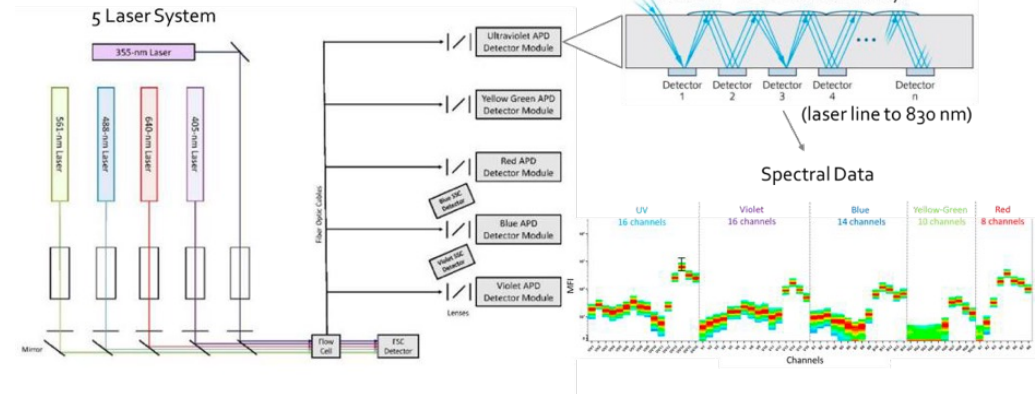 5 Laser System
355-nm Laser
561-nm Laser
488-nm Laser
640-nm Laser
405-nm Laser
Mirror
Fiber Optic Cables
Ultraviolet APD
Detector Module
Yellow Green APD
Detector Module
Red APD
Detector Module
Blue SSC
Detector
Blue APD
Detector Module
Violet SSC
Detector
Violet APD
Detector Module
Lenses
Flow
Cell
FSC
Detector
Detector
1
Detector
2
Detector
3
Detector
4
Detector
n
(laser line to 830 nm)
Spectral Data
UV
16 channels
Violet
16 channels
Blue
14 channels
Yellow-Green
10 channels
Red
8 channels
MFI
Channels